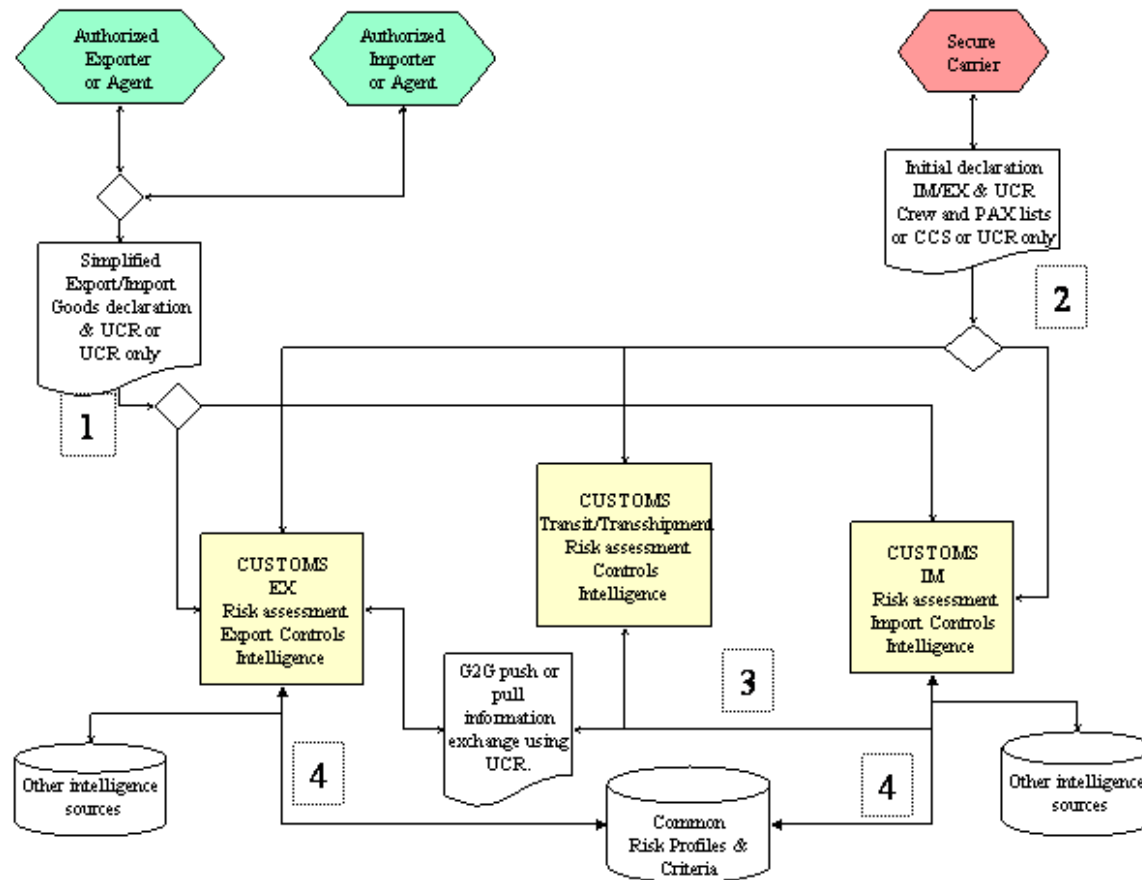 Authorized
Exporter
or Agent
Authorized
Importer
or Agent
Secure
Carrier
Initial declaration
IM/EX & UCR
Crew and PAX lists
or CCS or UCR only
Simplified
Export/Import
Goods declaration
& UCR or
UCR only
2
1
CUSTOMS
Transit/Transshipment
Risk assessment
Controls
Intelligence
CUSTOMS
EX
Risk assessment
Export Controls
Intelligence
CUSTOMS
IM
Risk assessment
Import Controls
Intelligence
G2G push or
pull
information
exchange using
UCR.
3
4
4
Other intelligence
sources
Other intelligence
sources
Common
Risk Profiles &
Criteria